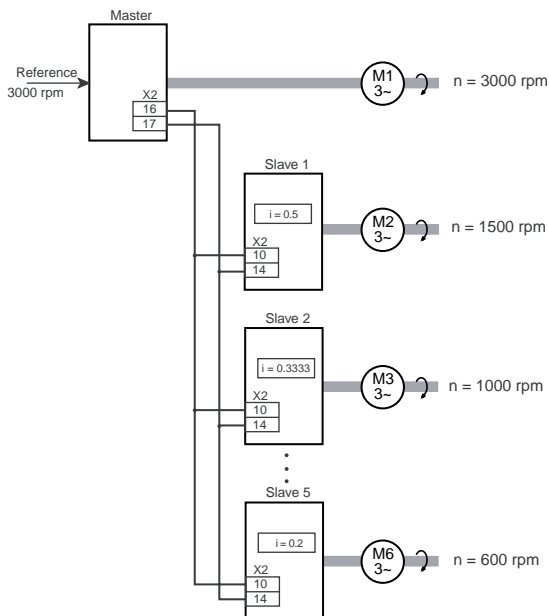 Master
Reference
3000 rpm
X2
16
17
M1
3~
n = 3000 rpm
Slave 1
i = 0.5
X2
10
14
M2
3~
n = 1500 rpm
Slave 2
i = 0.3333
X2
10
14
M3
3~
n = 1000 rpm
Slave 5
i = 0.2
X2
10
14
M6
3~
n = 600 rpm